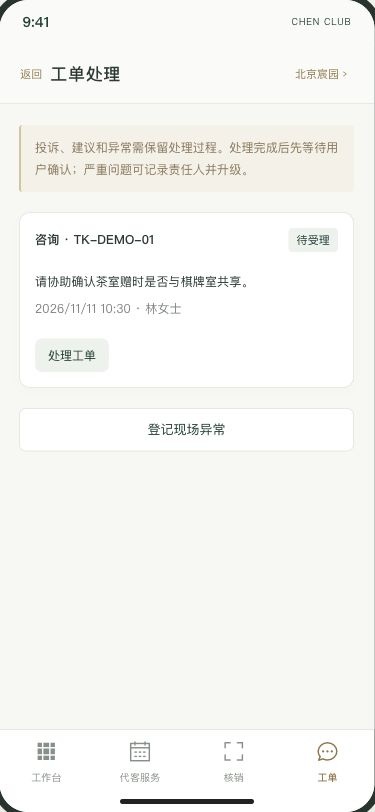 9:41
CHEN CLUB
返回 工单处理
北京宸园 >
投诉、建议和异常需保留处理过程。处理完成后先等待用
户确认；严重问题可记录责任人并升级。
咨询 · TK-DEMO-01
待受理
请协助确认茶室赠时是否与棋牌室共享。
2026/11/11 10:30 · 林女士
处理工单
登记现场异常
工作台
代客服务
核销
工单